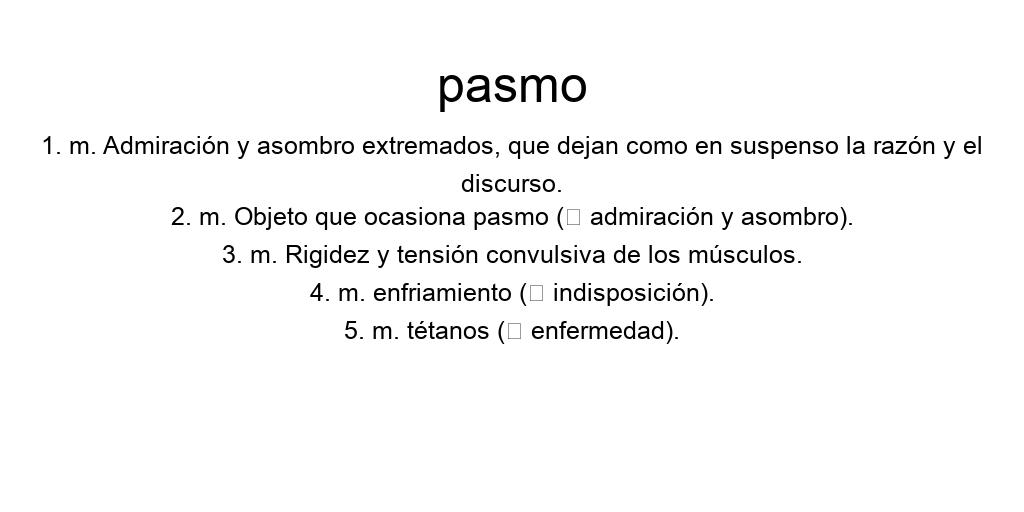 pasmo
1. m. Admiración y asombro extremados, que dejan como en suspenso la razón y el
discurso.
2. m. Objeto que ocasiona pasmo (▯ admiración y asombro).
3. m. Rigidez y tensión convulsiva de los músculos.
4. m. enfriamiento (▯ indisposición).
5. m. tétanos (▯ enfermedad).